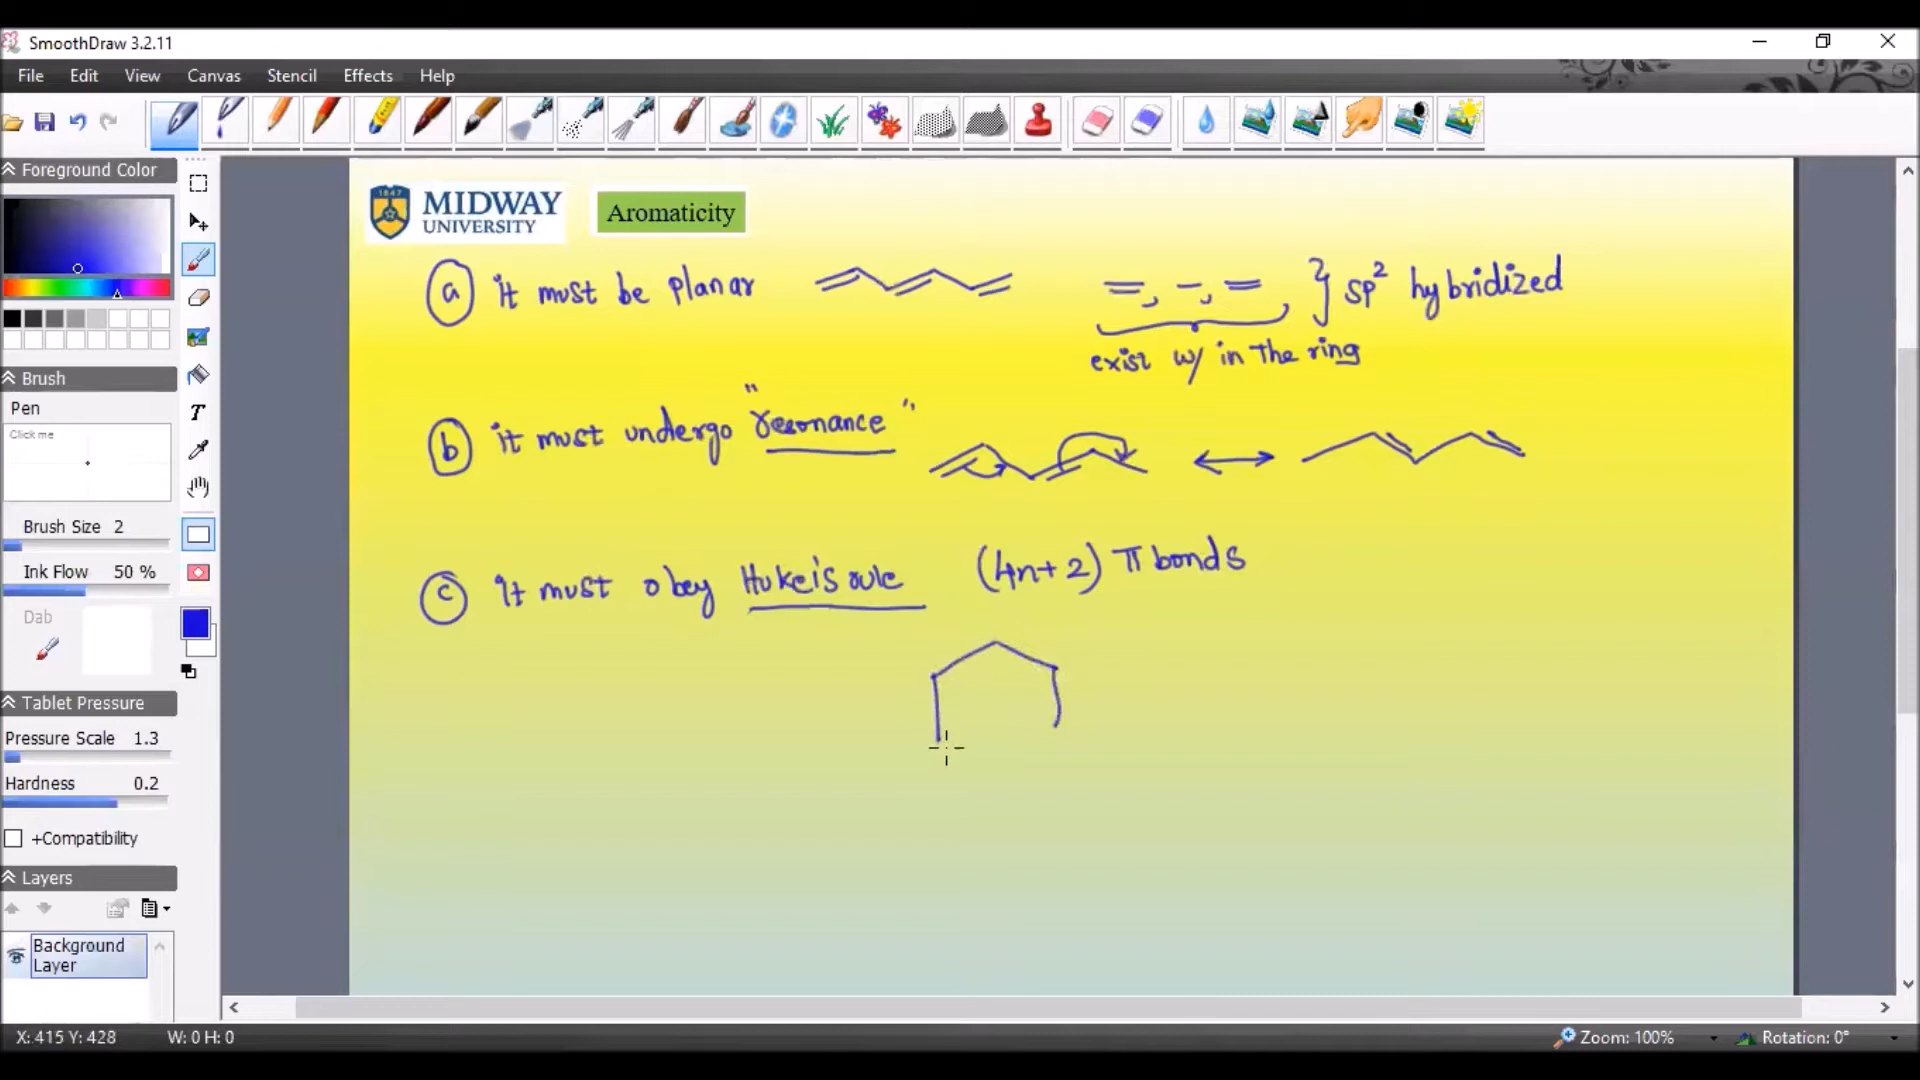 SmoothDraw 3.2.11
File Edit View Canvas Stencil Effects Help
Foreground Color
Brush
Pen
Click me
Brush Size 2
Ink Flow 50 %
Dab
Tablet Pressure
Pressure Scale 1.3
Hardness 0.2
+Compatibility
Layers
Background
Layer
T
1847
MIDWAY
UNIVERSITY
Aromaticity
a it must be planar =, -, = } sp² hybridized
exist w/ in the ring
b it must undergo "resonance"
c It must obey Hukei's rule (4n+2) π bonds
X:415 Y:428 W:0 H:0 Zoom: 100% Rotation: 0°